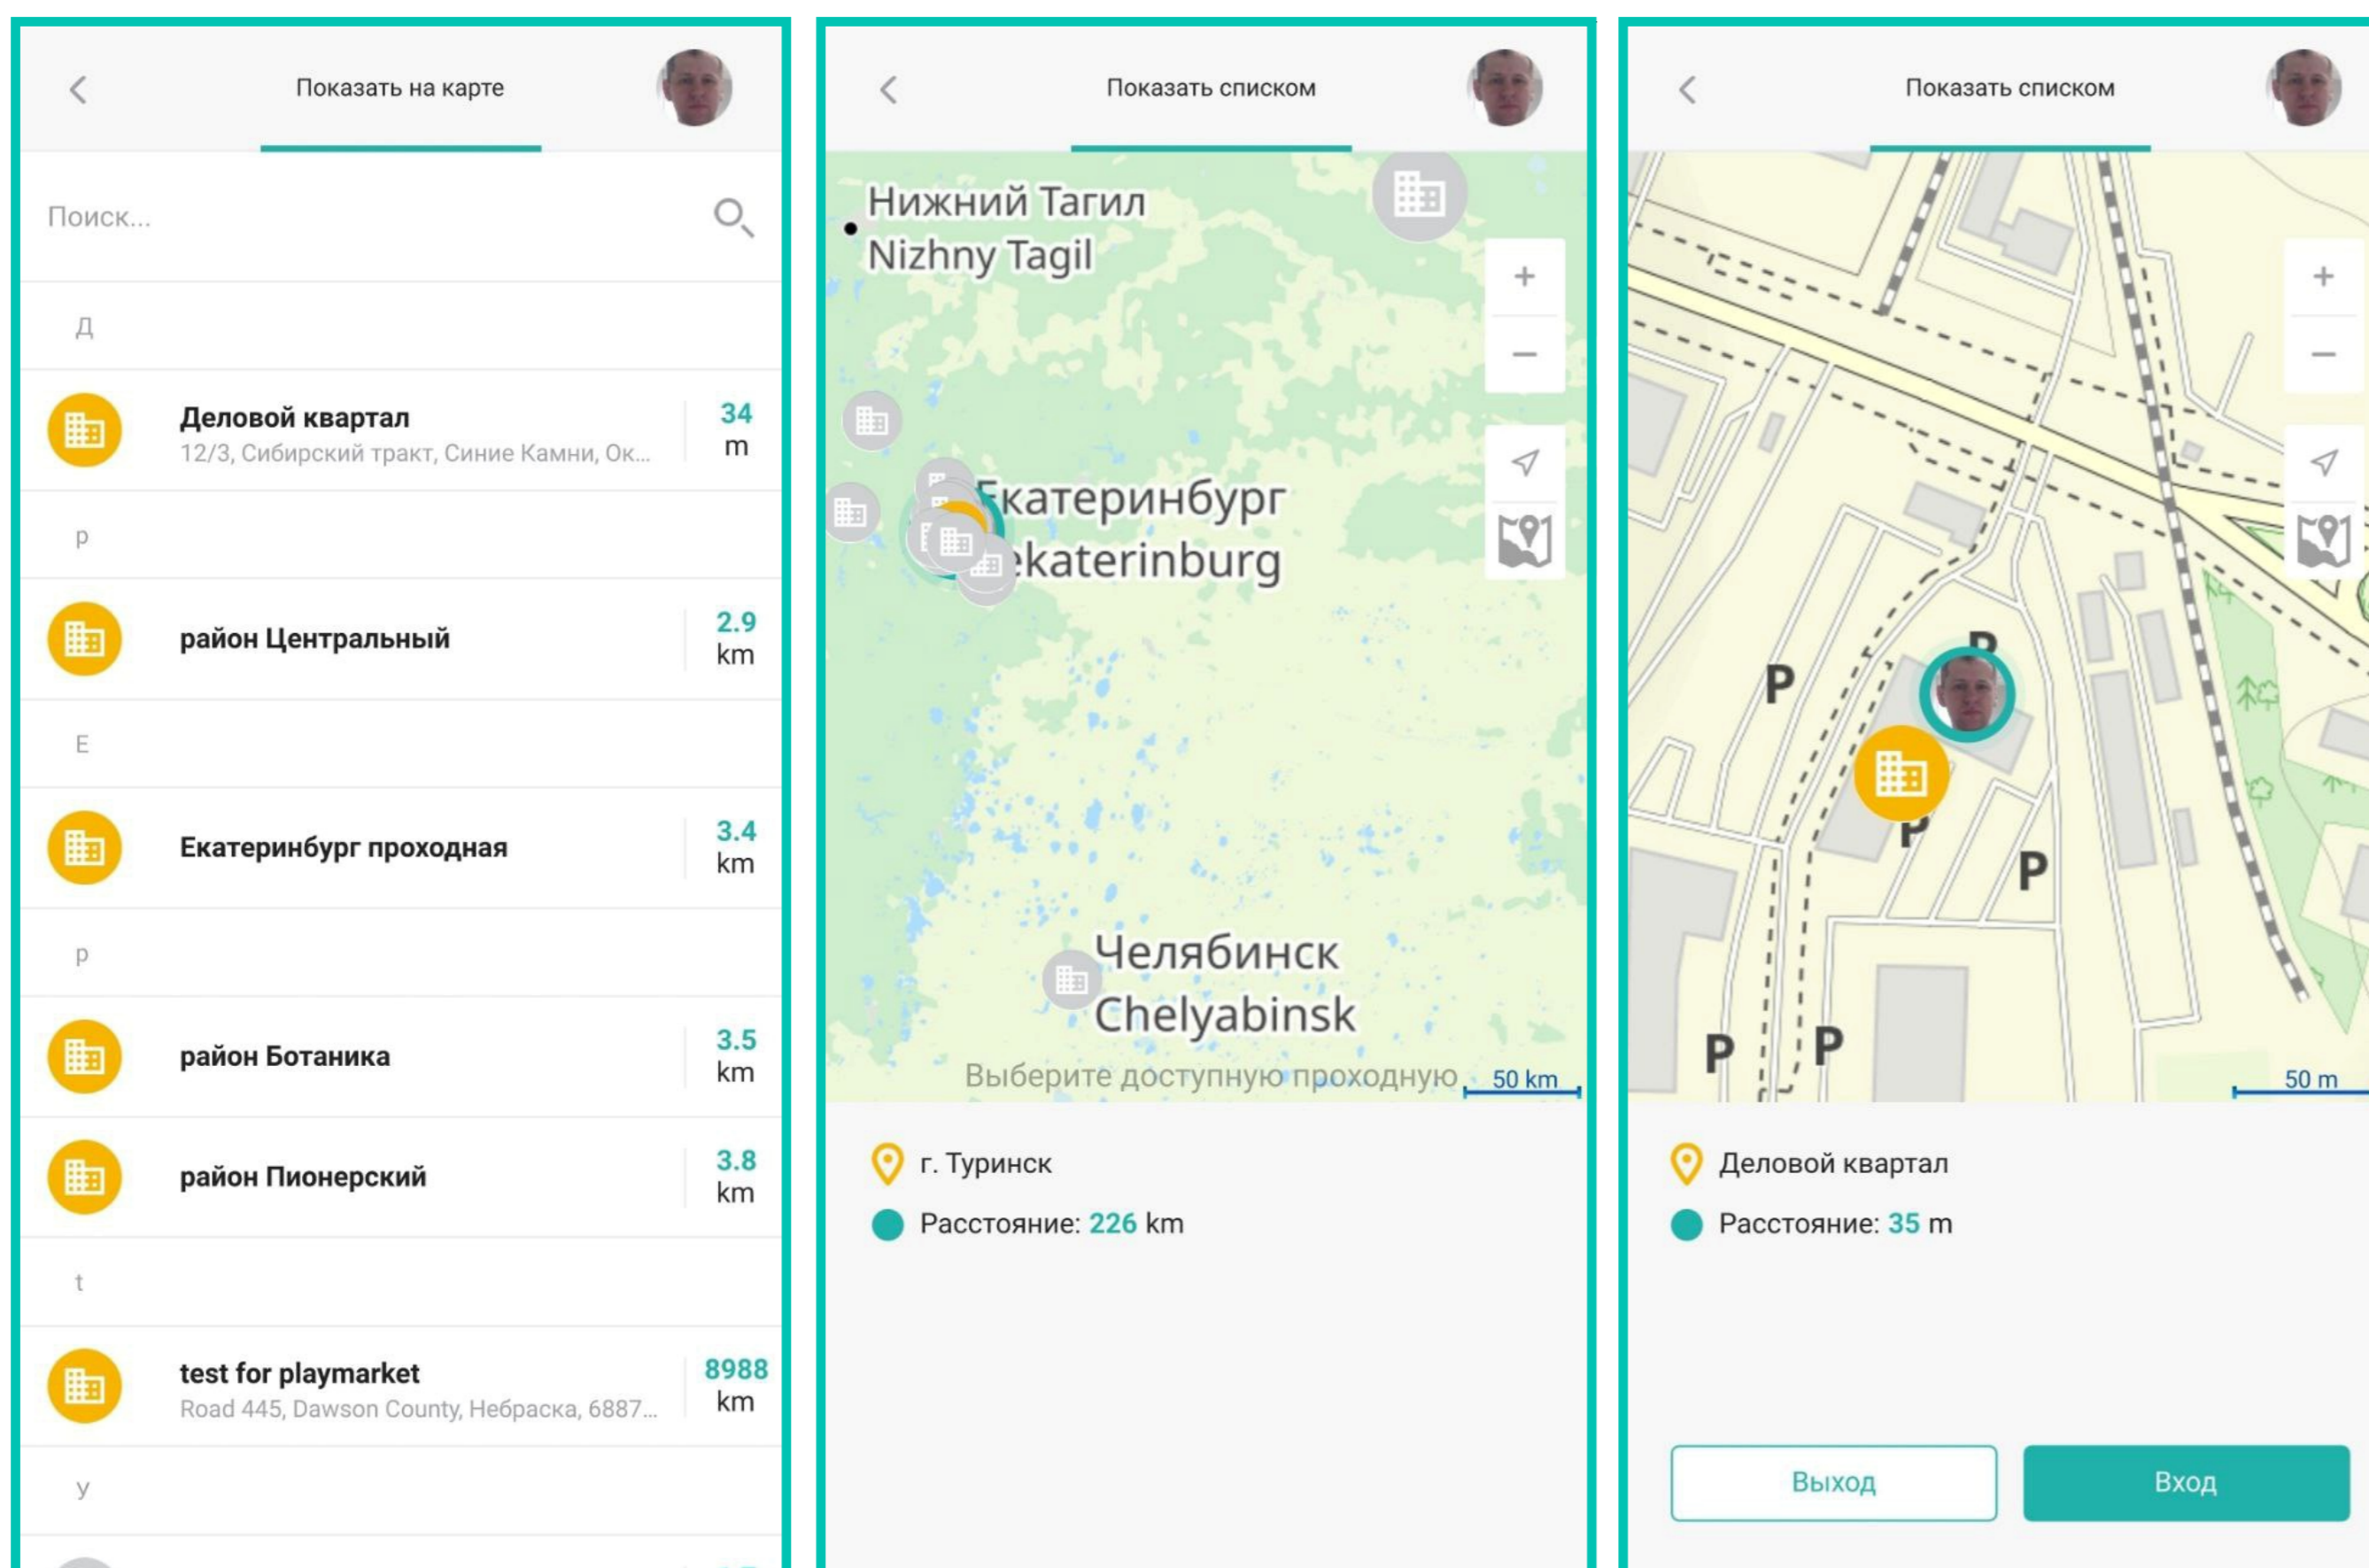 Показать на карте
Поиск...
Д
Деловой квартал
34
m
12/3, Сибирский тракт, Синие Камни, Ок...
р
район Центральный
2.9
km
Е
Екатеринбург проходная
3.4
km
р
район Ботаника
3.5
km
район Пионерский
3.8
km
t
test for playmarket
8988
km
Road 445, Dawson County, Небраска, 6887...
У
Показать списком
Нижний Тагил
Nizhny Tagil
+
−
Екатеринбург
ekaterinburg
Челябинск
Chelyabinsk
Выберите доступную проходную
50 km
г. Туринск
Расстояние: 226 km
Показать списком
+
−
P
P
P
P
P
P
50 m
Деловой квартал
Расстояние: 35 m
Выход
Вход